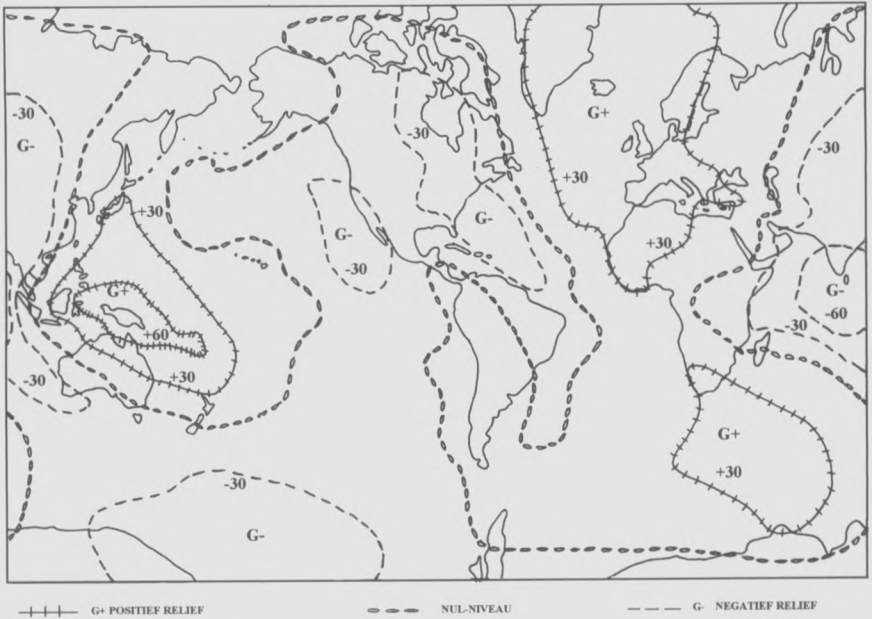 -30
G-
+30
G+
+60
+30
-30
-30
G-
G-
-30
-30
G-
G+
+30
+30
-30
G-
-60
0
-30
G+
+30
G+ POSITIEF RELIEF
NUL-NIVEAU
G- NEGATIEF RELIEF